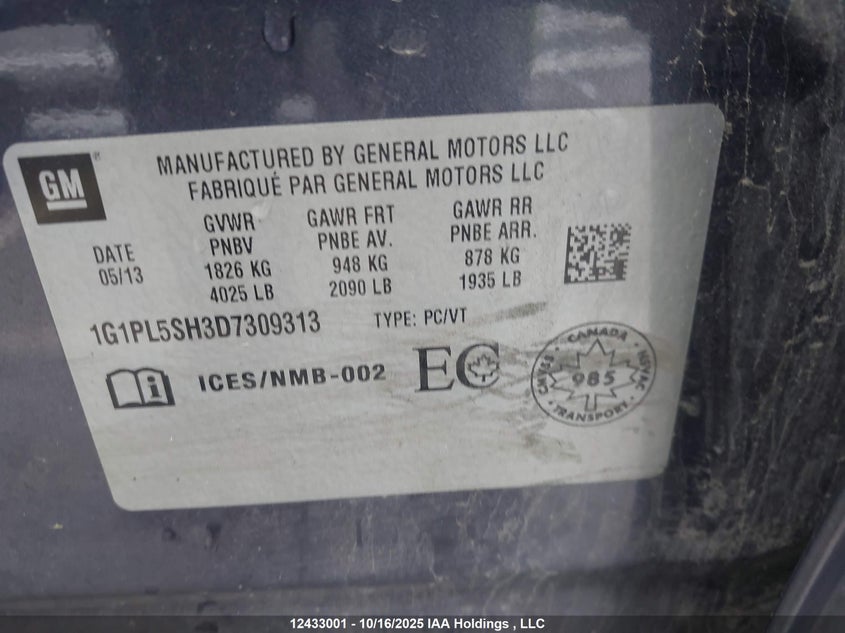 GM
MANUFACTURED BY GENERAL MOTORS LLC
FABRIQUÉ PAR GENERAL MOTORS LLC
DATE
05/13
GVWR
PNBV
1826 KG
4025 LB
GAWR FRT
PNBE AV.
948 KG
2090 LB
GAWR RR
PNBE ARR.
878 KG
1935 LB
1G1PL5SH3D7309313 TYPE: PC/VT
ICES/NMB-002 EC
CANADA
985
TRANSPORT
12433001 - 10/16/2025 IAA Holdings , LLC